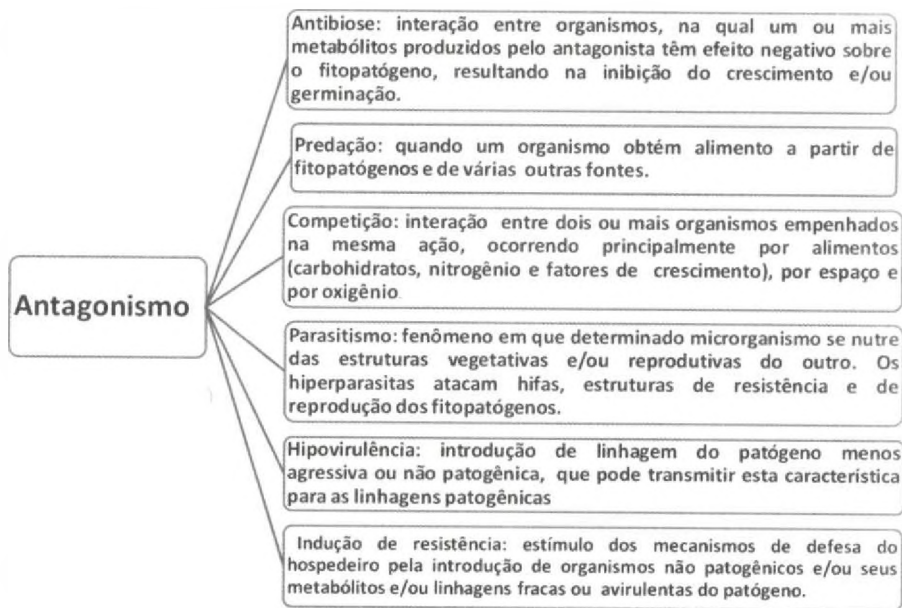 Antibiose: interação entre organismos, na qual um ou mais
metabólitos produzidos pelo antagonista têm efeito negativo sobre
o fitopatógeno, resultando na inibição do crescimento e/ou
germinação.
Predação: quando um organismo obtém alimento a partir de
fitopatógenos e de várias outras fontes.
Competição: interação entre dois ou mais organismos empenhados
na mesma ação, ocorrendo principalmente por alimentos
(carbohidratos, nitrogênio e fatores de crescimento), por espaço e
por oxigênio
Antagonismo
Parasitismo: fenômeno em que determinado microrganismo se nutre
das estruturas vegetativas e/ou reprodutivas do outro. Os
hiperparasitas atacam hifas, estruturas de resistência e de
reprodução dos fitopatógenos.
Hipovirulência: introdução de linhagem do patógeno menos
agressiva ou não patogênica, que pode transmitir esta característica
para as linhagens patogênicas
Indução de resistência: estímulo dos mecanismos de defesa do
hospedeiro pela introdução de organismos não patogênicos e/ou seus
metabólitos e/ou linhagens fracas ou avirulentas do patógeno.